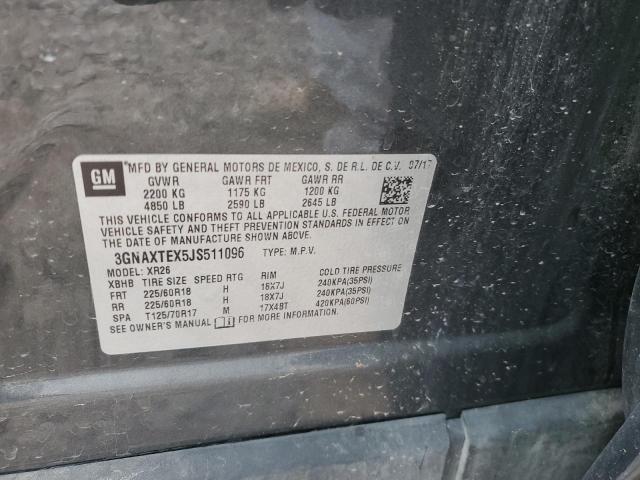 GM
*MFD BY GENERAL MOTORS DE MEXICO, S. DE R.L. DE C.V. 07/17
GVWR GAWR FRT GAWR RR
2200 KG 1175 KG 1200 KG
4850 LB 2590 LB 2645 LB
THIS VEHICLE CONFORMS TO ALL APPLICABLE U.S. FEDERAL MOTOR
VEHICLE SAFETY AND THEFT PREVENTION STANDARDS IN EFFECT ON
THE DATE OF MANUFACTURE SHOWN ABOVE.
3GNAXTEX5JS511096 TYPE: M.P.V.
MODEL: XR26
XBHB TIRE SIZE SPEED RTG RIM COLD TIRE PRESSURE
FRT 225/60R18 H 18X7J 240KPA(35PSI)
RR 225/60R18 H 18X7J 240KPA(35PSI)
SPA T125/70R17 M 17X4BT 420KPA(60PSI)
SEE OWNER'S MANUAL FOR MORE INFORMATION.